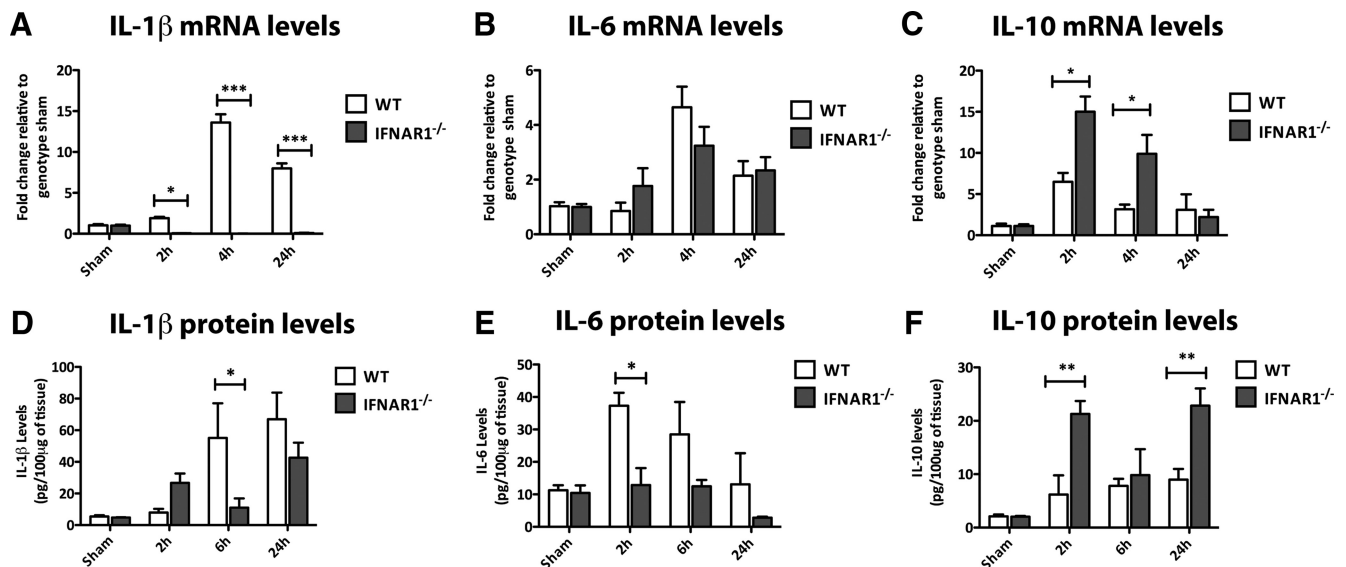 A IL-1β mRNA levels
Fold change relative to
genotype sham
20
15
10
5
0
***
***
*
WT
IFNAR1-/-
Sham 2h 4h 24h
B IL-6 mRNA levels
Fold change relative to
genotype sham
6
4
2
0
WT
IFNAR1-/-
Sham 2h 4h 24h
C IL-10 mRNA levels
Fold change relative to
genotype sham
20
15
10
5
0
*
*
WT
IFNAR1-/-
Sham 2h 4h 24h
D IL-1β protein levels
IL-1β Levels
(pg/100μg of tissue)
100
80
60
40
20
0
*
WT
IFNAR1-/-
Sham 2h 6h 24h
E IL-6 protein levels
IL-6 Levels
(pg/100μg of tissue)
50
40
30
20
10
0
*
WT
IFNAR1-/-
Sham 2h 6h 24h
F IL-10 protein levels
IL-10 levels
(pg/100ug of tissue)
30
20
10
0
**
**
WT
IFNAR1-/-
Sham 2h 6h 24h